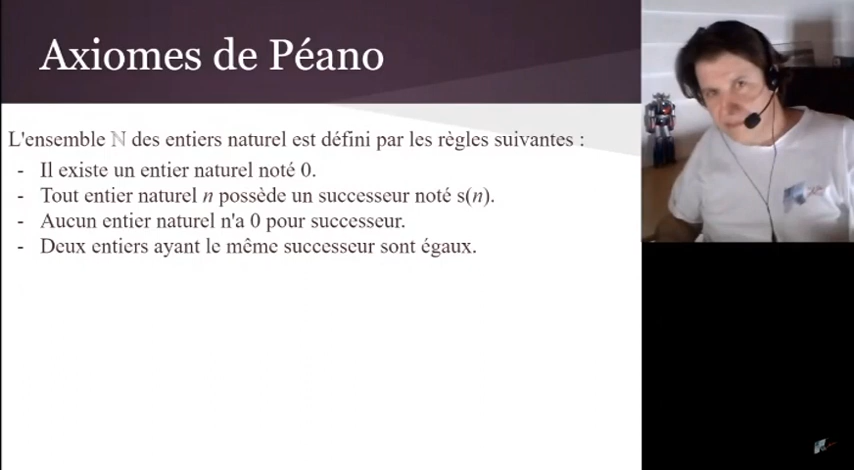 Axiomes de Péano
L'ensemble ℕ des entiers naturel est défini par les règles suivantes :
- Il existe un entier naturel noté 0.
- Tout entier naturel n possède un successeur noté s(n).
- Aucun entier naturel n'a 0 pour successeur.
- Deux entiers ayant le même successeur sont égaux.